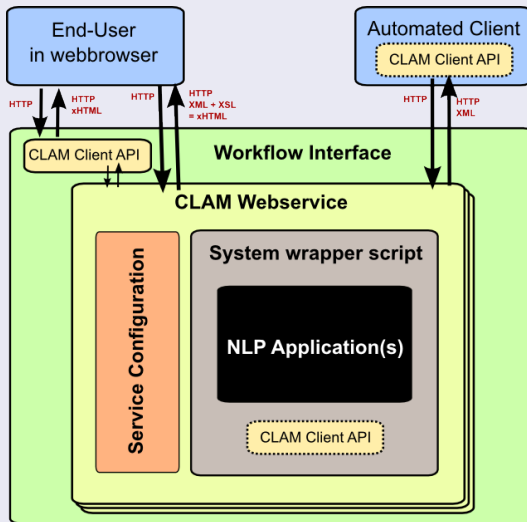 End-User
in webbrowser
Automated Client
CLAM Client API
HTTP
HTTP
xHTML
HTTP
HTTP
XML + XSL
= xHTML
HTTP
HTTP
XML
CLAM Client API
Workflow Interface
CLAM Webservice
Service Configuration
System wrapper script
NLP Application(s)
CLAM Client API